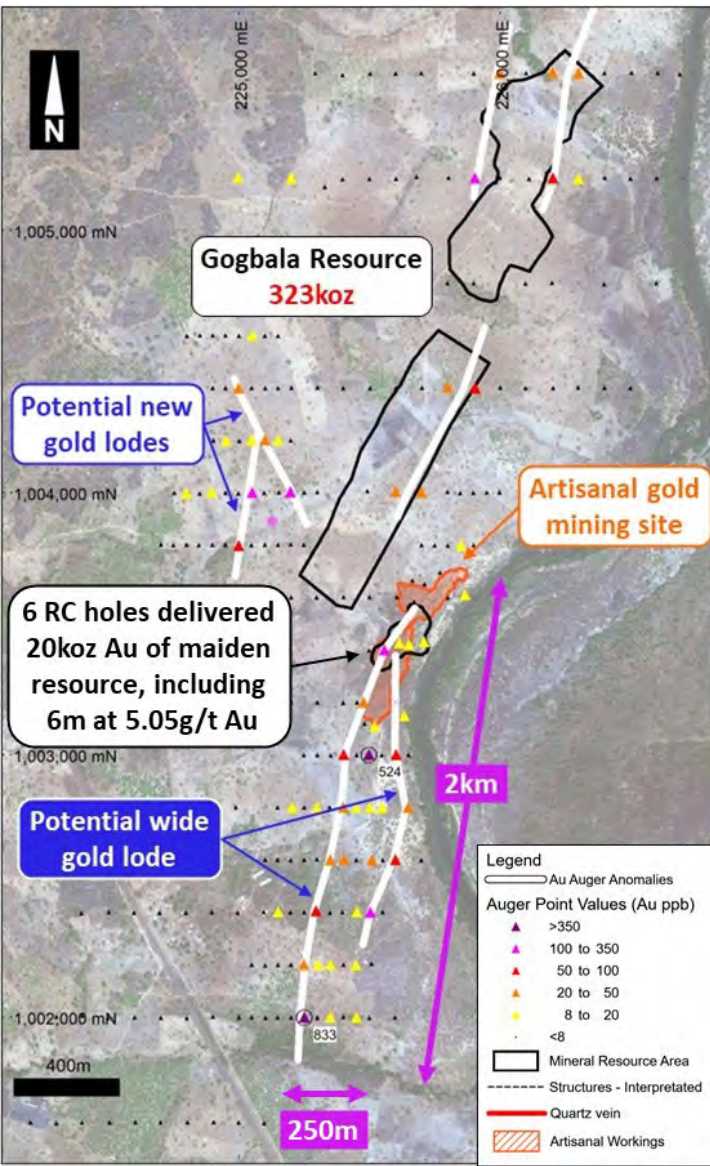 225,000 mE
226,000 mE
N
1,005,000 mN
Gogbala Resource
323koz
Potential new
gold lodes
1,004,000 mN
Artisanal gold
mining site
6 RC holes delivered
20koz Au of maiden
resource, including
6m at 5.05g/t Au
1,003,000 mN
524
2km
Potential wide
gold lode
1,002,000 mN
833
400m
250m
Legend
Au Auger Anomalies
Auger Point Values (Au ppb)
>350
100 to 350
50 to 100
20 to 50
8 to 20
<8
Mineral Resource Area
Structures - Interpretated
Quartz vein
Artisanal Workings